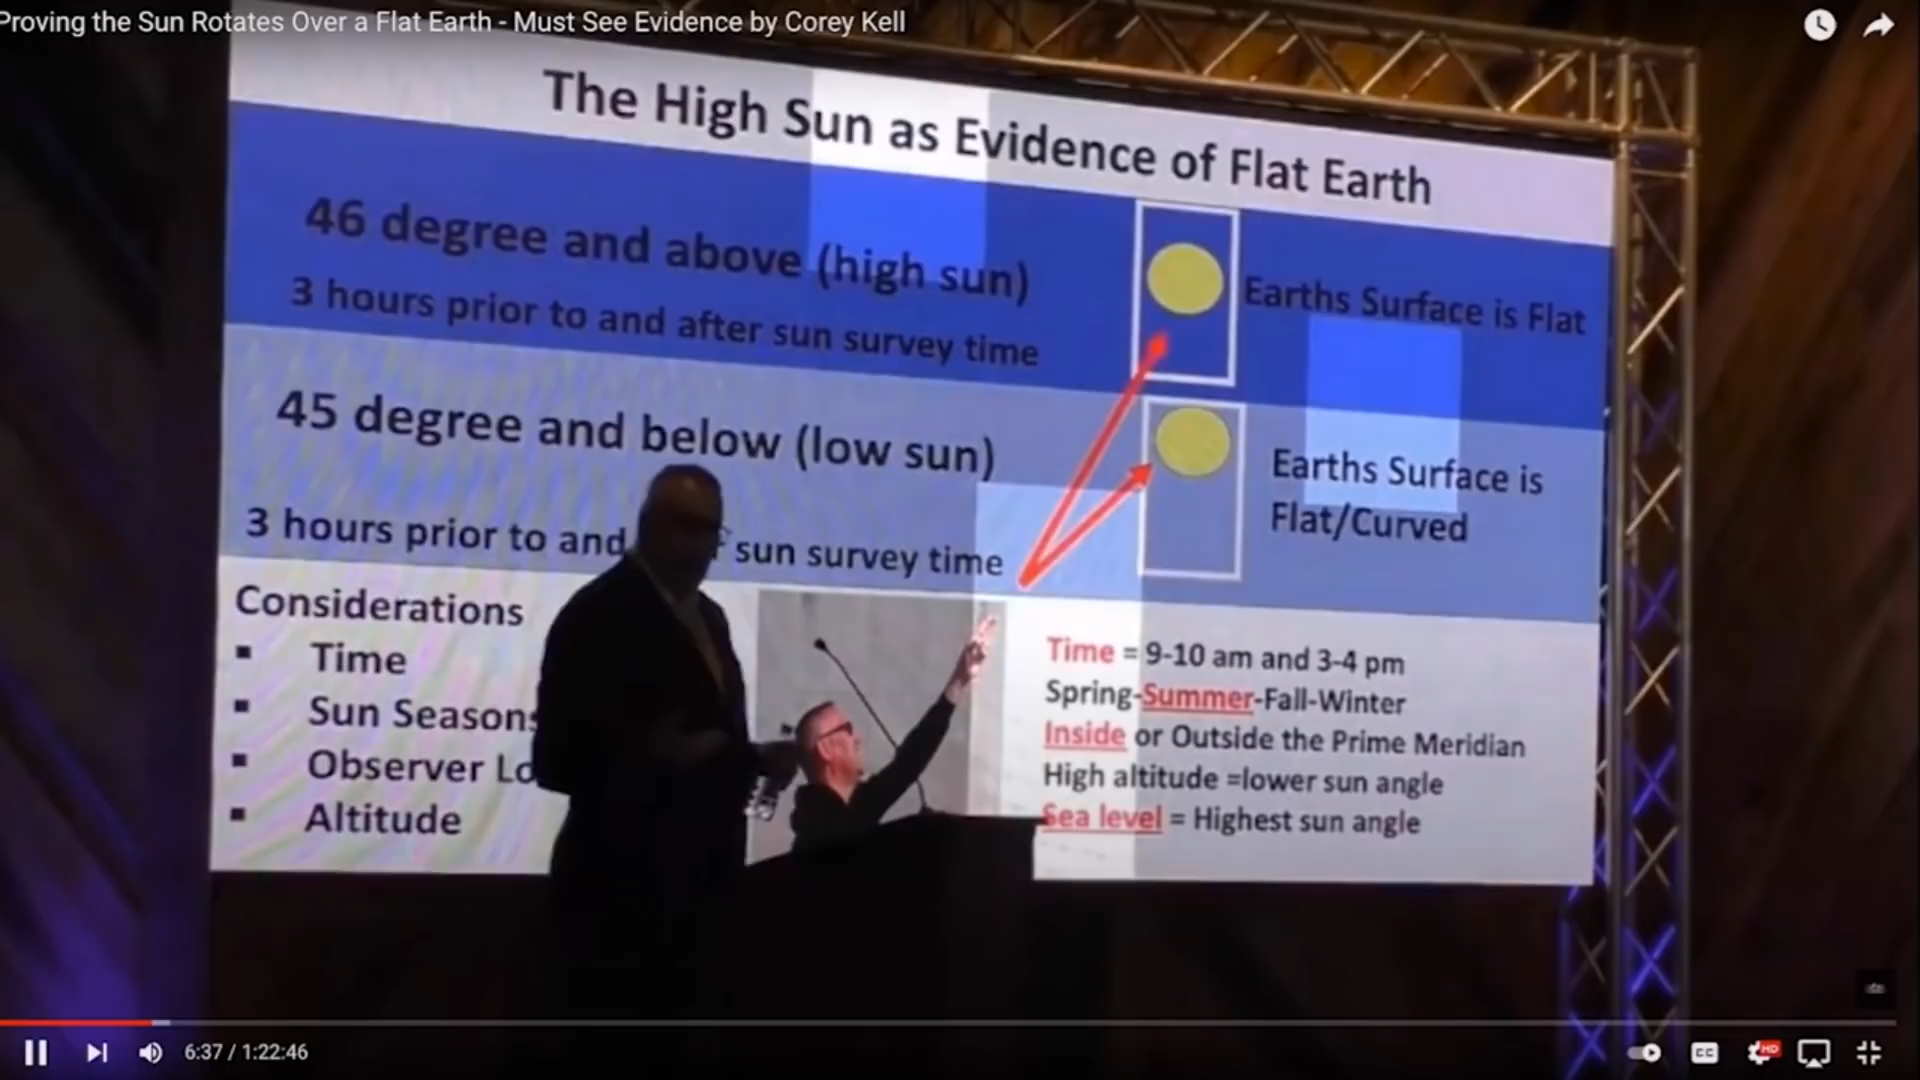 Proving the Sun Rotates Over a Flat Earth - Must See Evidence by Corey Kell
The High Sun as Evidence of Flat Earth
46 degree and above (high sun)
3 hours prior to and after sun survey time
Earths Surface is Flat
45 degree and below (low sun)
3 hours prior to and sun survey time
Earths Surface is
Flat/Curved
Considerations
▪ Time
▪ Sun Seasons
▪ Observer
▪ Altitude
Time = 9-10 am and 3-4 pm
Spring-Summer-Fall-Winter
Inside or Outside the Prime Meridian
High altitude =lower sun angle
Sea level = Highest sun angle
6:37 / 1:22:46
CC
HD